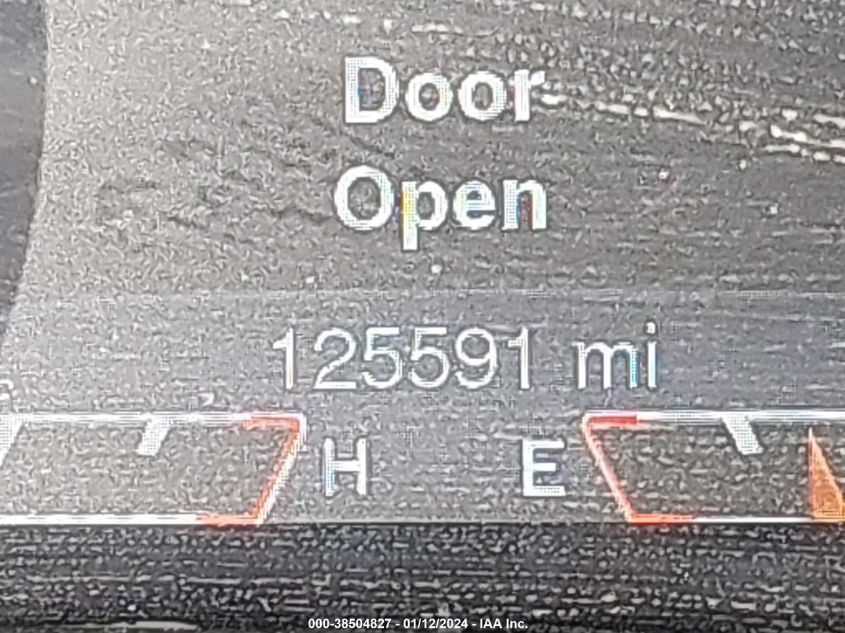 Door
Open
125591 mi
H E
000-38504827 - 01/12/2024 - IAA Inc.